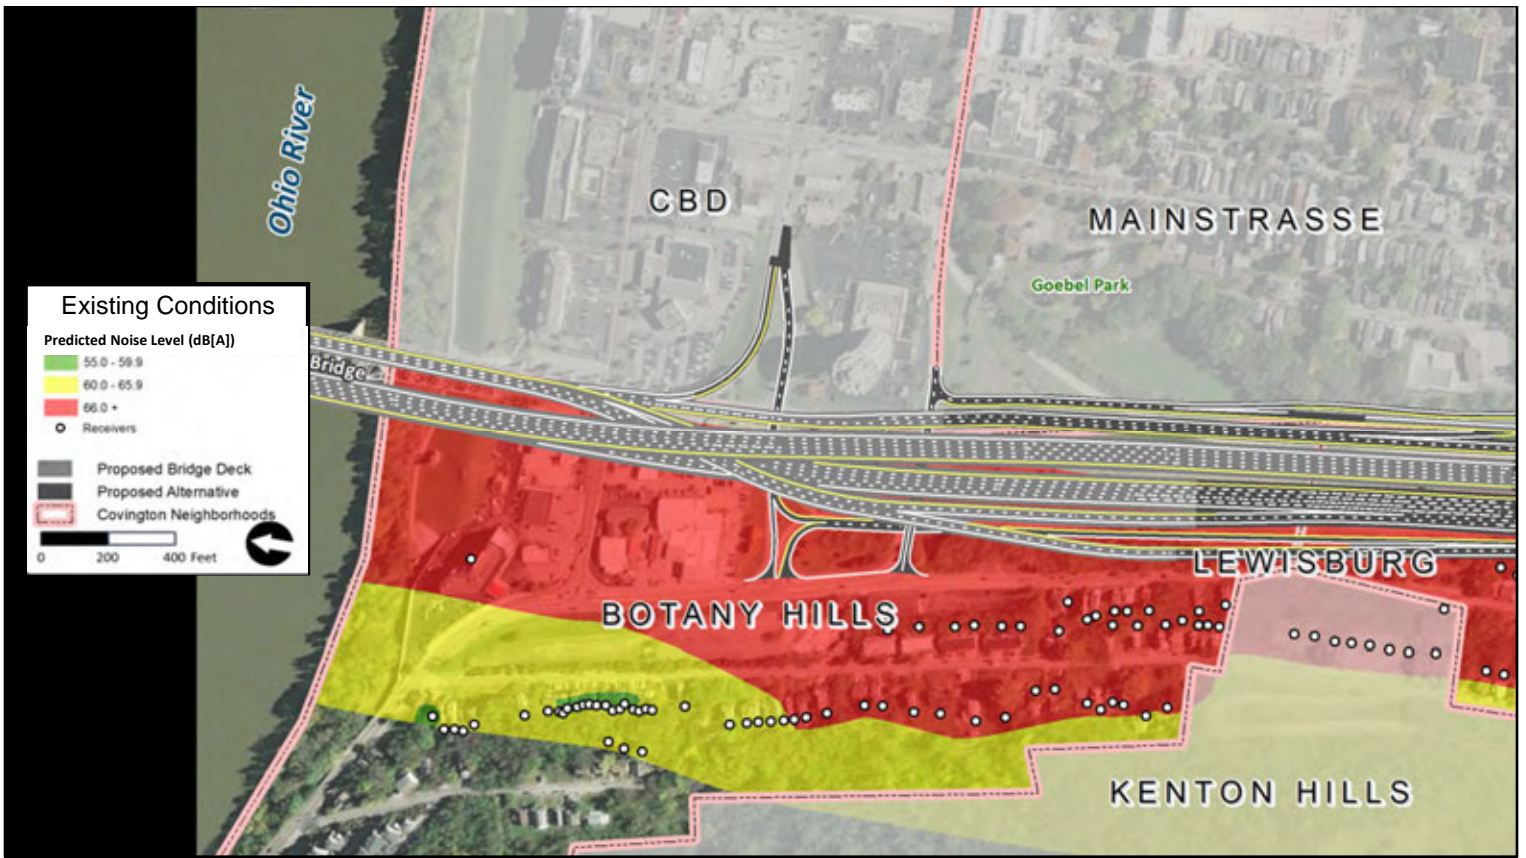 Ohio River
CBD
MAINSTRASSE
Goebel Park
Existing Conditions
Predicted Noise Level (dB[A])
55.0 - 59.9
60.0 - 65.9
66.0 +
Receivers
Proposed Bridge Deck
Proposed Alternative
Covington Neighborhoods
0 200 400 Feet
Bridge
LEWISBURG
BOTANY HILLS
KENTON HILLS